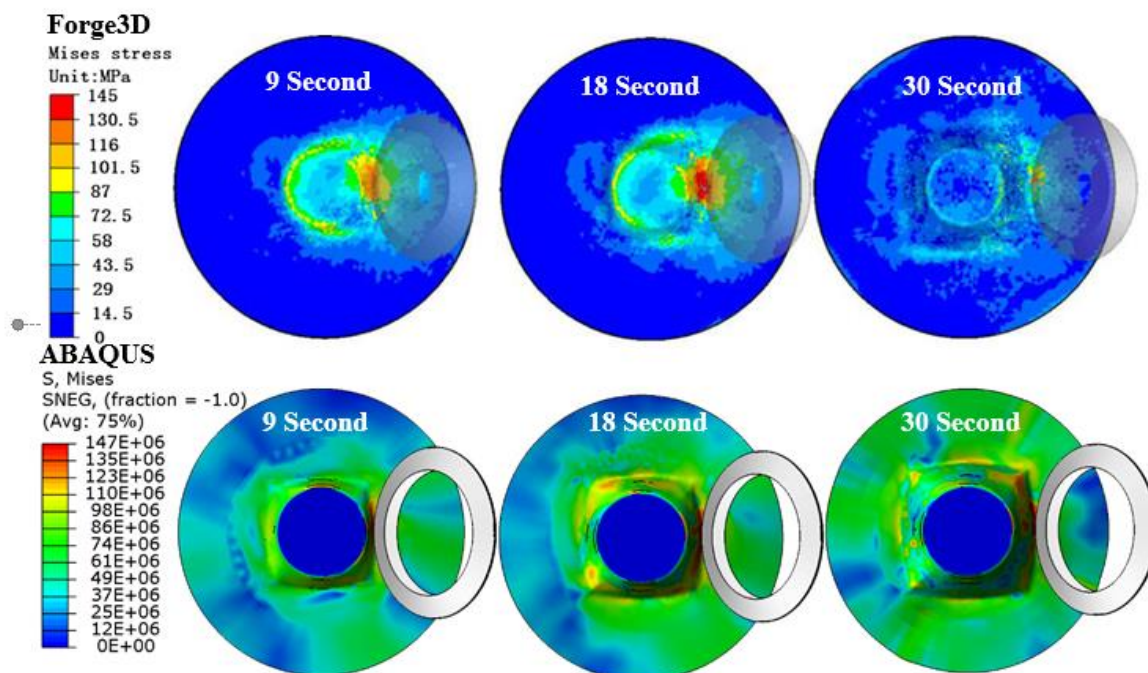 Forge3D
Mises stress
Unit:MPa
145
130.5
116
101.5
87
72.5
58
43.5
29
14.5
0
9 Second
18 Second
30 Second
ABAQUS
S, Mises
SNEG, (fraction = -1.0)
(Avg: 75%)
147E+06
135E+06
123E+06
110E+06
98E+06
86E+06
74E+06
61E+06
49E+06
37E+06
25E+06
12E+06
0E+00
9 Second
18 Second
30 Second